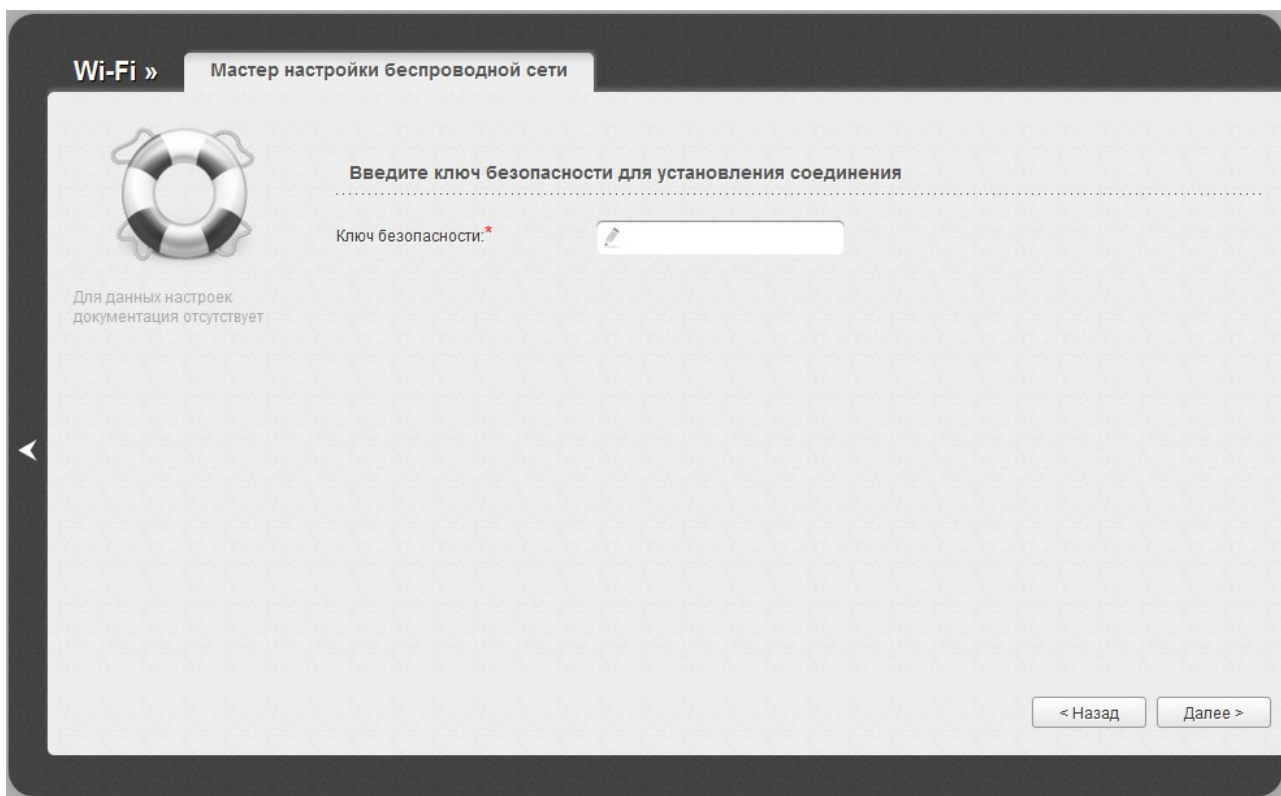 Wi-Fi »
Мастер настройки беспроводной сети
Введите ключ безопасности для установления соединения
Ключ безопасности:*
Для данных настроек
документация отсутствует
< Назад
Далее >